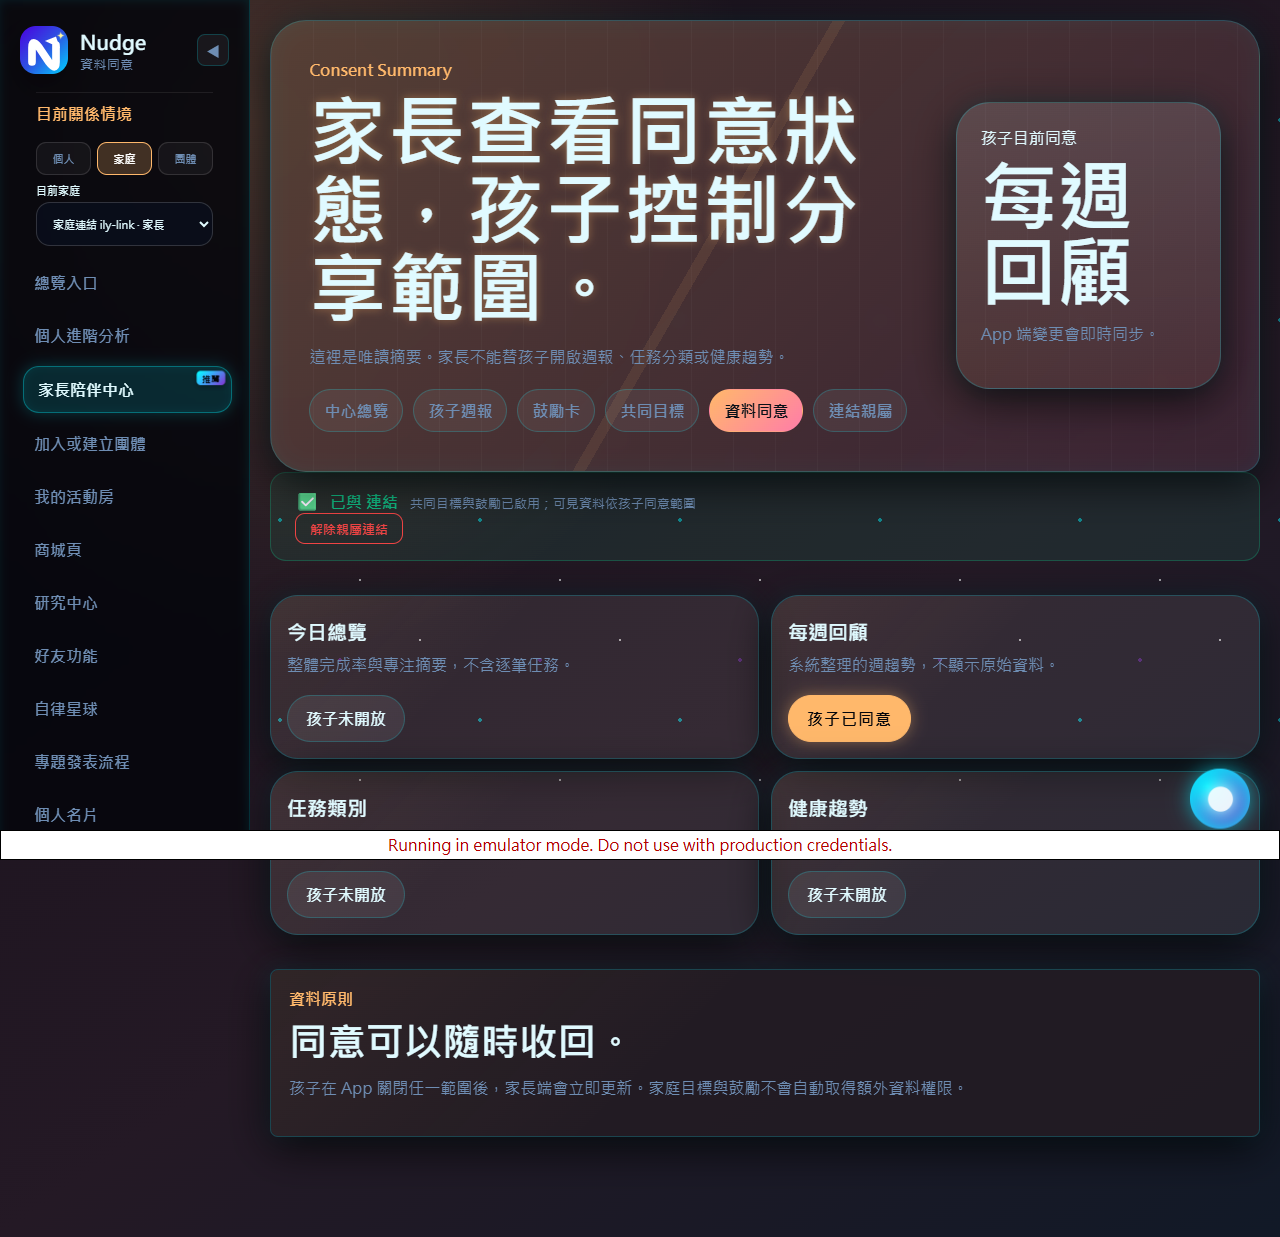 Nudge
資料同意
◀
目前關係情境
個人
家庭
團體
目前家庭
家庭連結 ily-link · 家長
總覽入口
個人進階分析
家長陪伴中心
推薦
加入或建立團體
我的活動房
商城頁
研究中心
好友功能
自律星球
專題發表流程
個人名片
Consent Summary
家長查看同意狀
態，孩子控制分
享範圍。
這裡是唯讀摘要。家長不能替孩子開啟週報、任務分類或健康趨勢。
中心總覽
孩子週報
鼓勵卡
共同目標
資料同意
連結親屬
孩子目前同意
每週
回顧
App 端變更會即時同步。
✅ 已與 連結 共同目標與鼓勵已啟用；可見資料依孩子同意範圍
解除親屬連結
今日總覽
整體完成率與專注摘要，不含逐筆任務。
孩子未開放
每週回顧
系統整理的週趨勢，不顯示原始資料。
孩子已同意
任務類別
孩子未開放
健康趨勢
孩子未開放
Running in emulator mode. Do not use with production credentials.
資料原則
同意可以隨時收回。
孩子在 App 關閉任一範圍後，家長端會立即更新。家庭目標與鼓勵不會自動取得額外資料權限。